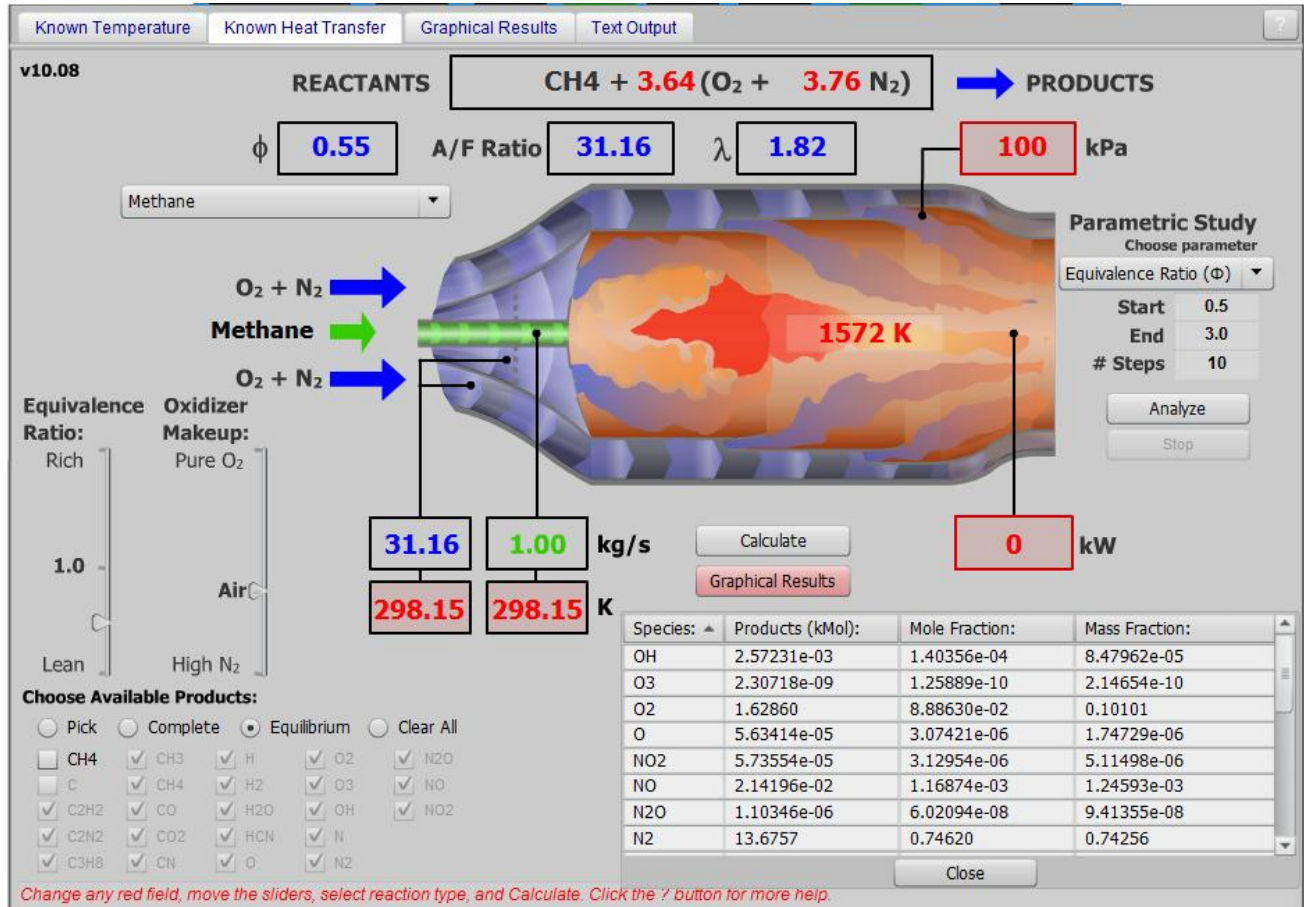 Known Temperature Known Heat Transfer Graphical Results Text Output ?
v10.08
REACTANTS CH4 + 3.64 (O₂ + 3.76 N₂) PRODUCTS
ϕ 0.55 A/F Ratio 31.16 λ 1.82 100 kPa
Methane
Parametric Study
Choose parameter
Equivalence Ratio (Φ)
Start 0.5
End 3.0
# Steps 10
Analyze
Stop
O₂ + N₂
Methane
O₂ + N₂
1572 K
Equivalence Ratio:
Rich
1.0
Lean
Oxidizer Makeup:
Pure O₂
Air
High N₂
31.16 1.00 kg/s
298.15 298.15 K
Calculate
Graphical Results
0 kW
Species: Products (kMol): Mole Fraction: Mass Fraction:
OH 2.57231e-03 1.40356e-04 8.47962e-05
O3 2.30718e-09 1.25889e-10 2.14654e-10
O2 1.62860 8.88630e-02 0.10101
O 5.63414e-05 3.07421e-06 1.74729e-06
NO2 5.73554e-05 3.12954e-06 5.11498e-06
NO 2.14192e-02 1.16874e-03 1.24593e-03
N2O 1.10346e-06 6.02094e-08 9.41355e-08
N2 13.6757 0.74620 0.74256
Close
Choose Available Products:
Pick Complete Equilibrium Clear All
CH4 CH3 H O2 N2O
C CH4 H2 O3 NO
C2H2 CO H2O OH NO2
C2N2 CO2 HCN N
C3H8 CN O N2
Change any red field, move the sliders, select reaction type, and Calculate. Click the ? button for more help.